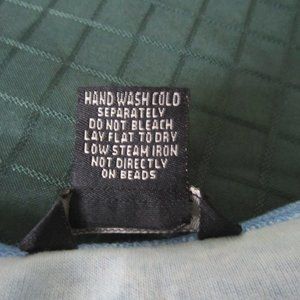 HAND WASH COLD
SEPARATELY
DO NOT BLEACH
LAY FLAT TO DRY
LOW STEAM IRON
NOT DIRECTLY
ON BEADS